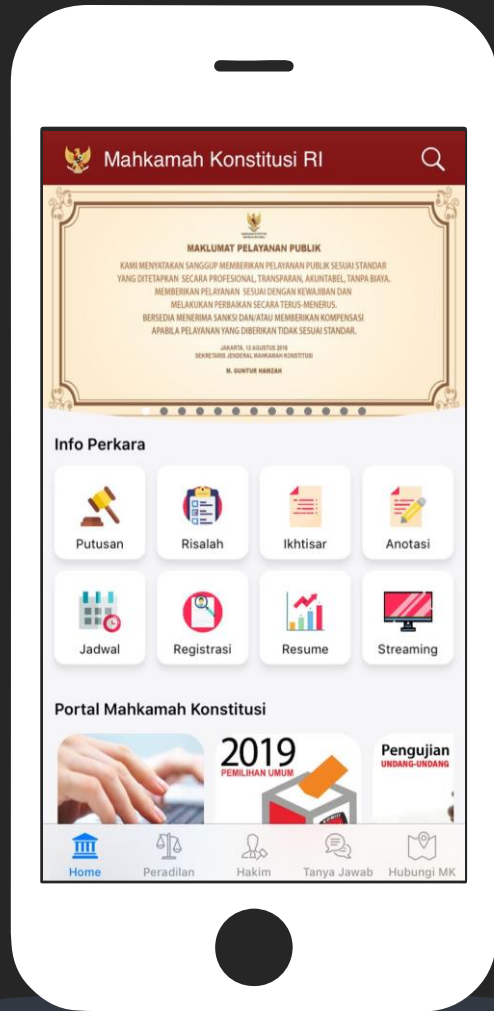 Mahkamah Konstitusi RI
MAKLUMAT PELAYANAN PUBLIK
KAMI MENYATAKAN SANGGUP MEMBERIKAN PELAYANAN PUBLIK SESUAI STANDAR
YANG DITETAPKAN SECARA PROFESIONAL, TRANSPARAN, AKUNTABEL, TANPA BIAYA.
MEMBERIKAN PELAYANAN SESUAI DENGAN KEWAJIBAN DAN
MELAKUKAN PERBAIKAN SECARA TERUS-MENERUS.
BERSEDIA MENERIMA SANKSI DAN/ATAU MEMBERIKAN KOMPENSASI
APABILA PELAYANAN YANG DIBERIKAN TIDAK SESUAI STANDAR.
JAKARTA, 13 AGUSTUS 2018
SEKRETARIS JENDERAL MAHKAMAH KONSTITUSI
M. GUNTUR HAMZAH
Info Perkara
Putusan Risalah Ikhtisar Anotasi
Jadwal Registrasi Resume Streaming
Portal Mahkamah Konstitusi
2019
PEMILIHAN UMUM
Pengujian
UNDANG-UNDANG
Home Peradilan Hakim Tanya Jawab Hubungi MK